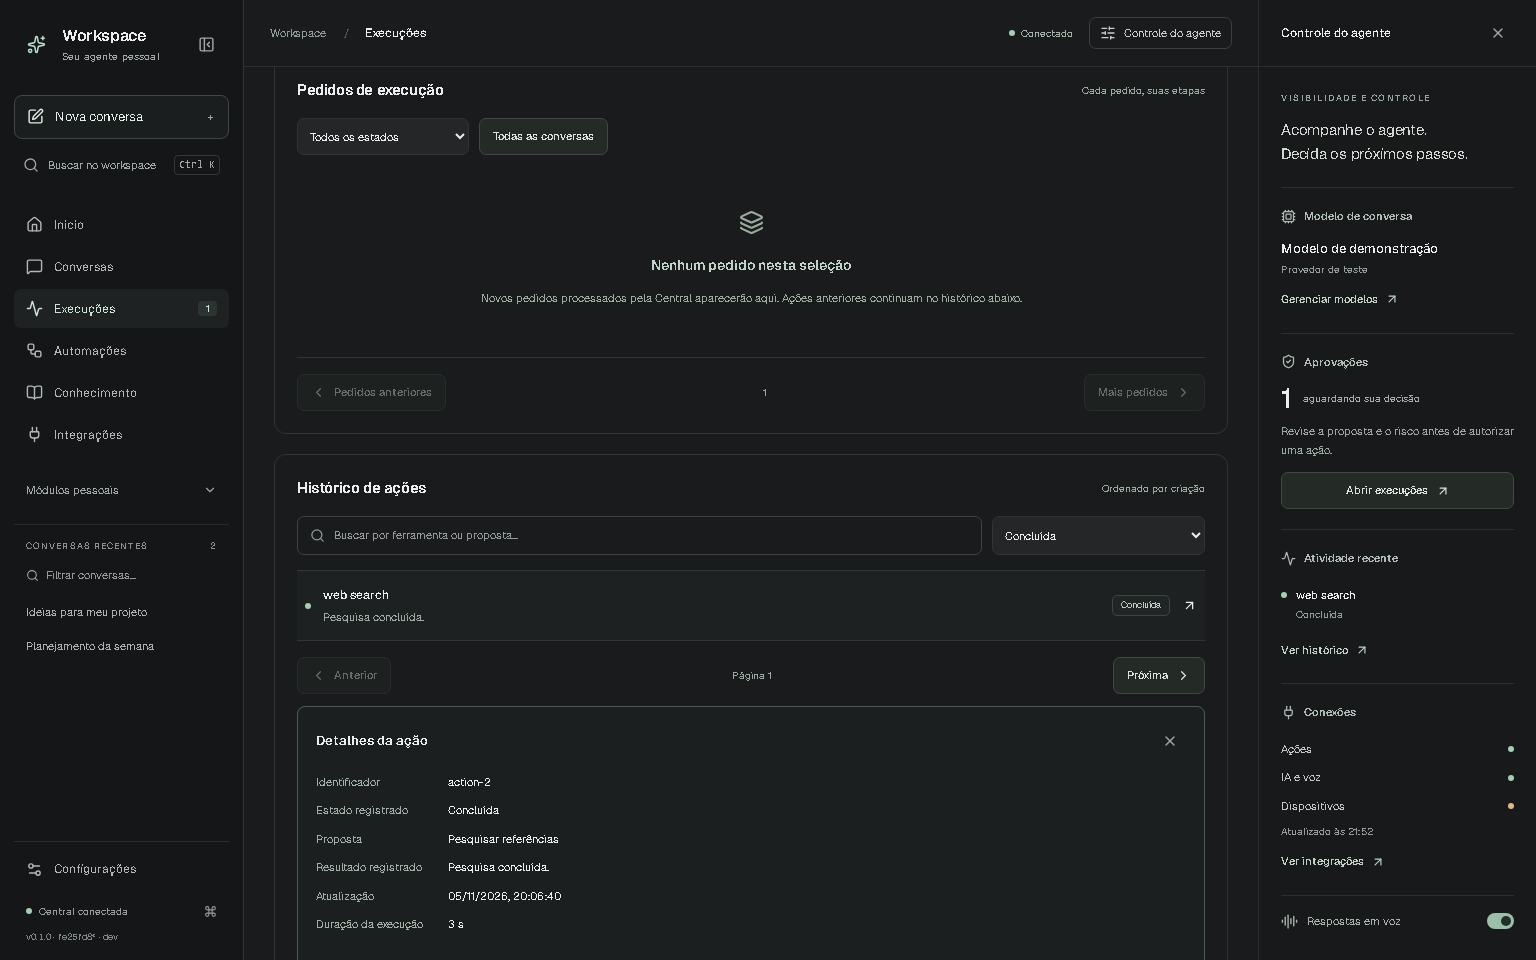 Workspace
Seu agente pessoal
Nova conversa +
Buscar no workspace Ctrl K
Início
Conversas
Execuções 1
Automações
Conhecimento
Integrações
Módulos pessoais
CONVERSAS RECENTES 2
Filtrar conversas…
Ideias para meu projeto
Planejamento da semana
Configurações
Central conectada ⌘
· dev
Workspace / Execuções
Conectado
Controle do agente
Pedidos de execução
Cada pedido, suas etapas
Todos os estados
Todas as conversas
Nenhum pedido nesta seleção
Novos pedidos processados pela Central aparecerão aqui. Ações anteriores continuam no histórico abaixo.
Pedidos anteriores 1 Mais pedidos
Histórico de ações
Ordenado por criação
Buscar por ferramenta ou proposta…
Concluída
web search
Pesquisa concluída.
Concluída
Anterior Página 1 Próxima
Detalhes da ação
Identificador action-2
Estado registrado Concluída
Proposta Pesquisar referências
Resultado registrado Pesquisa concluída.
Atualização 05/11/2026, 20:06:40
Duração da execução 3 s
Controle do agente
VISIBILIDADE E CONTROLE
Acompanhe o agente.
Decida os próximos passos.
Modelo de conversa
Modelo de demonstração
Provedor de teste
Gerenciar modelos
Aprovações
1 aguardando sua decisão
Revise a proposta e o risco antes de autorizar
uma ação.
Abrir execuções
Atividade recente
web search
Concluída
Ver histórico
Conexões
Ações
IA e voz
Dispositivos
Atualizado às 21:52
Ver integrações
Respostas em voz